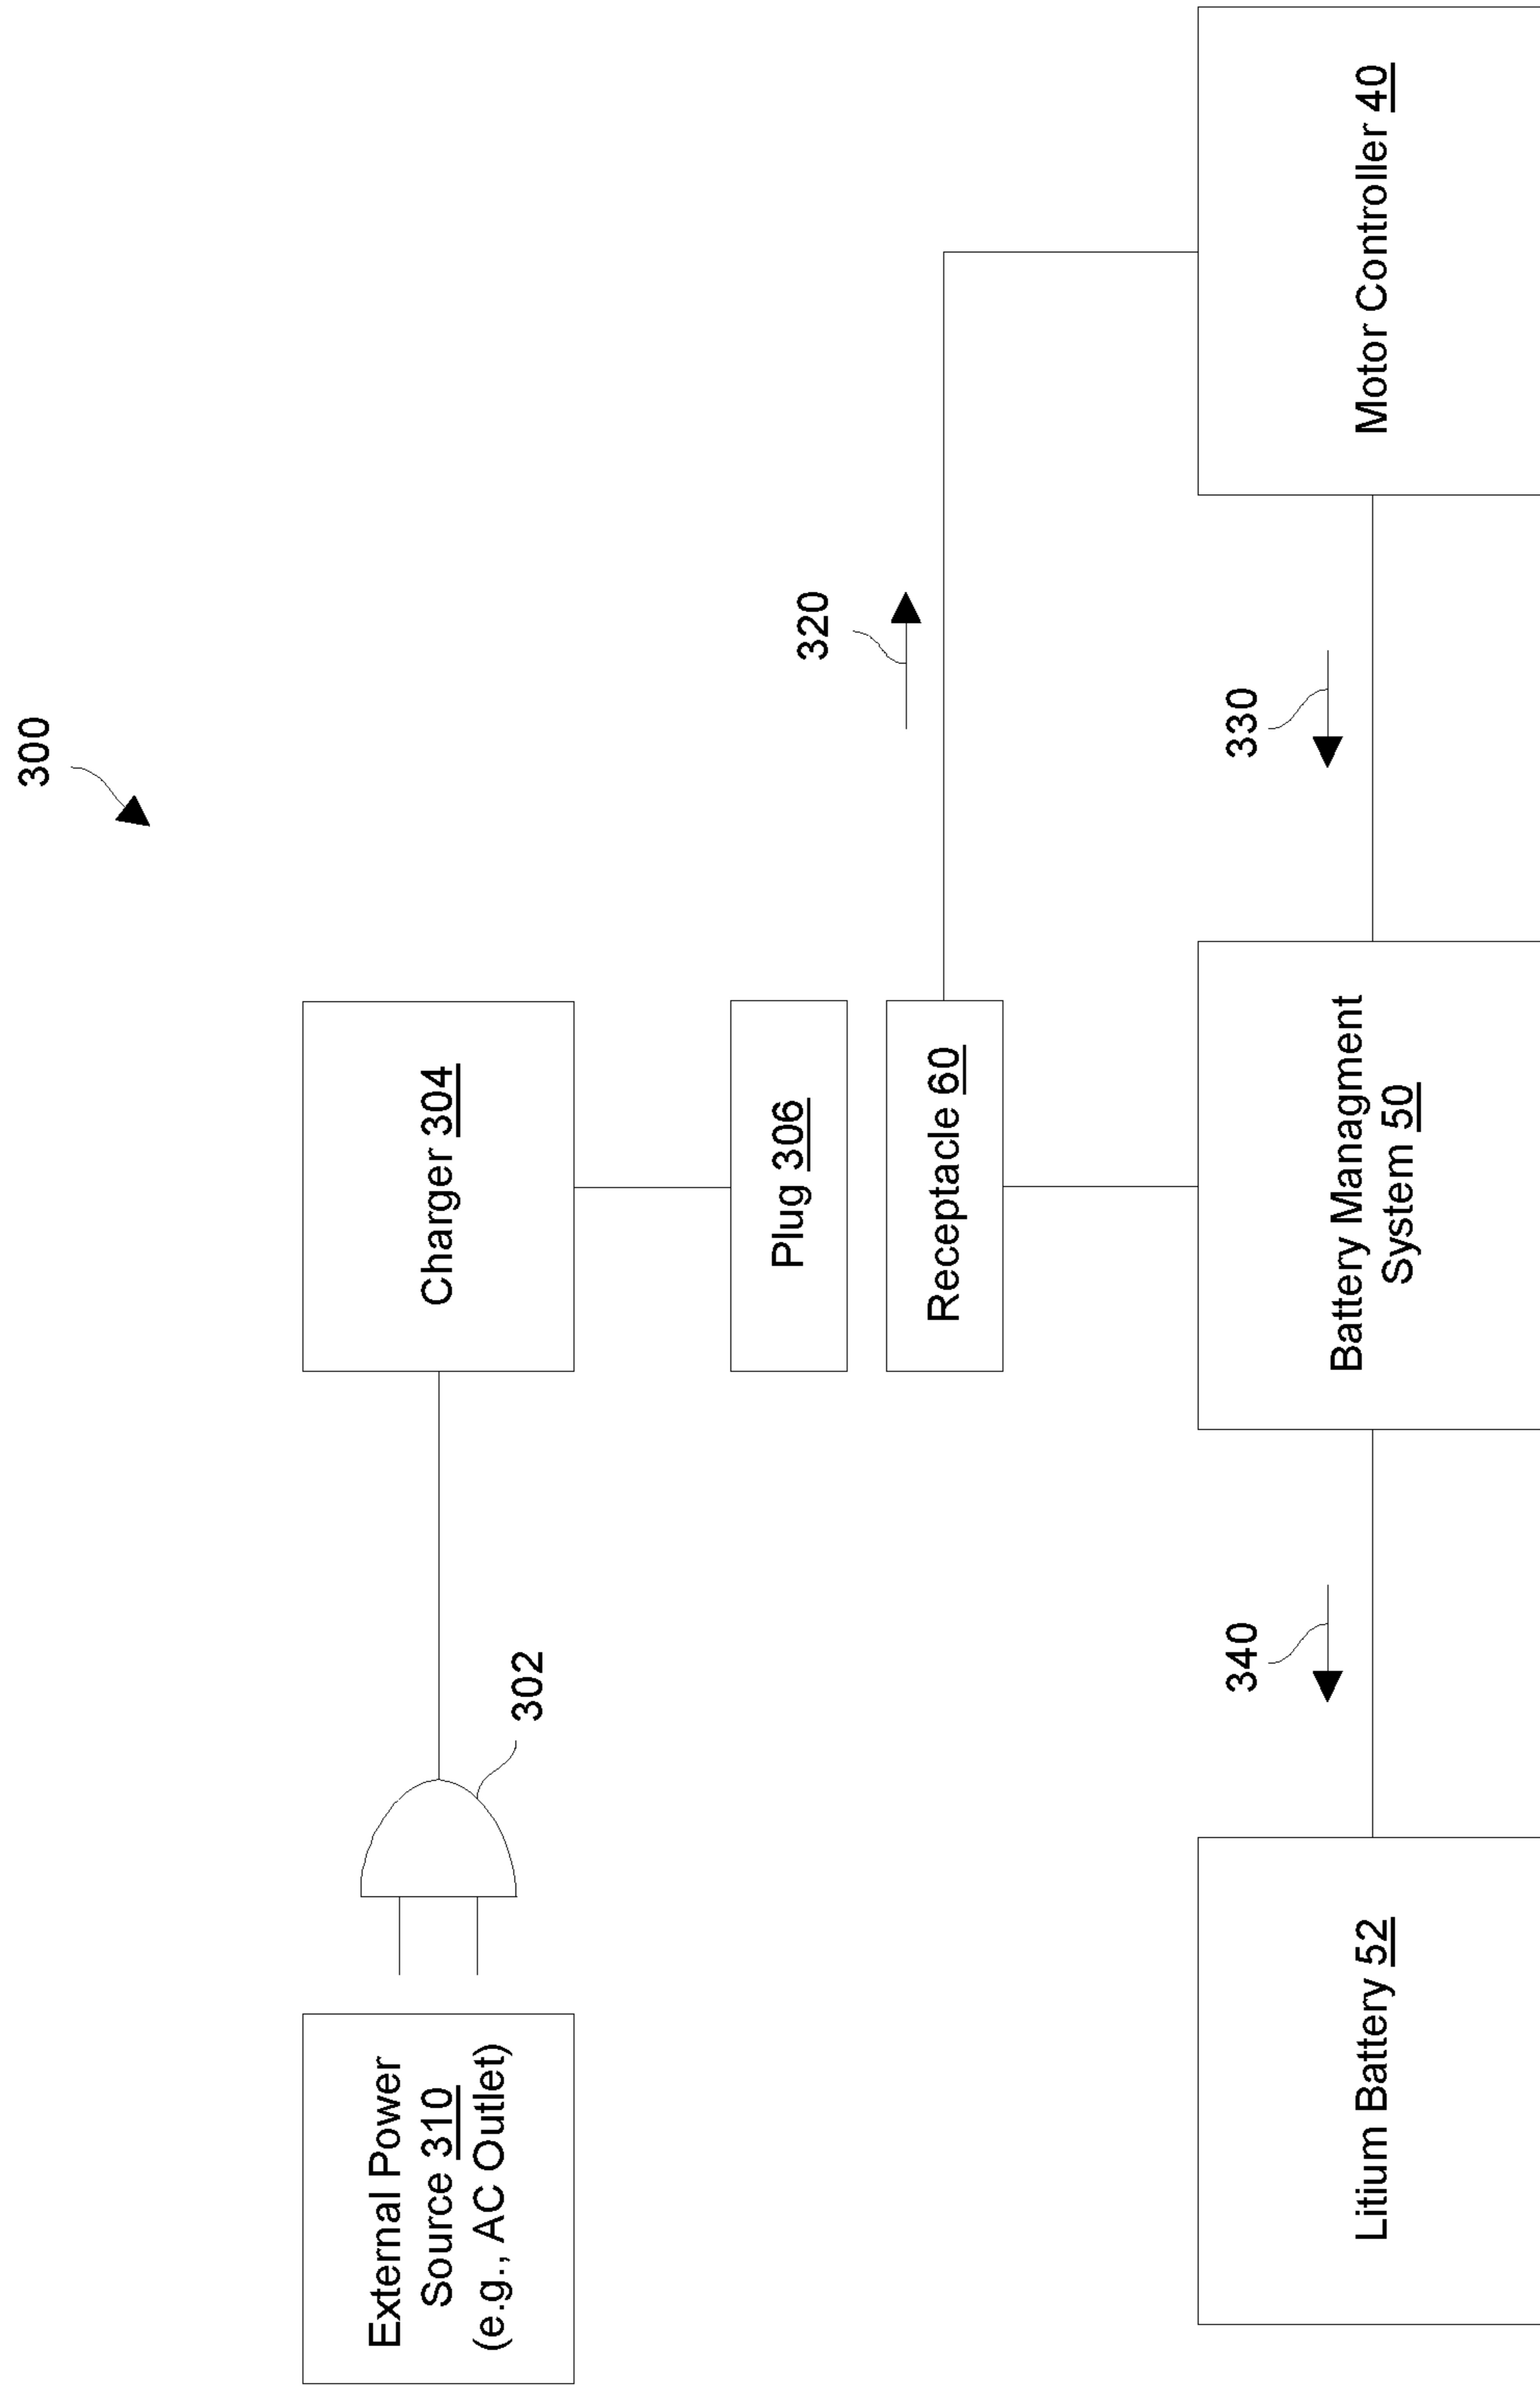 300
External Power
Source 310
(e.g., AC Outlet)
302
Charger 304
Plug 306
Receptacle 60
320
Litium Battery 52
340
Battery Managment
System 50
330
Motor Controller 40